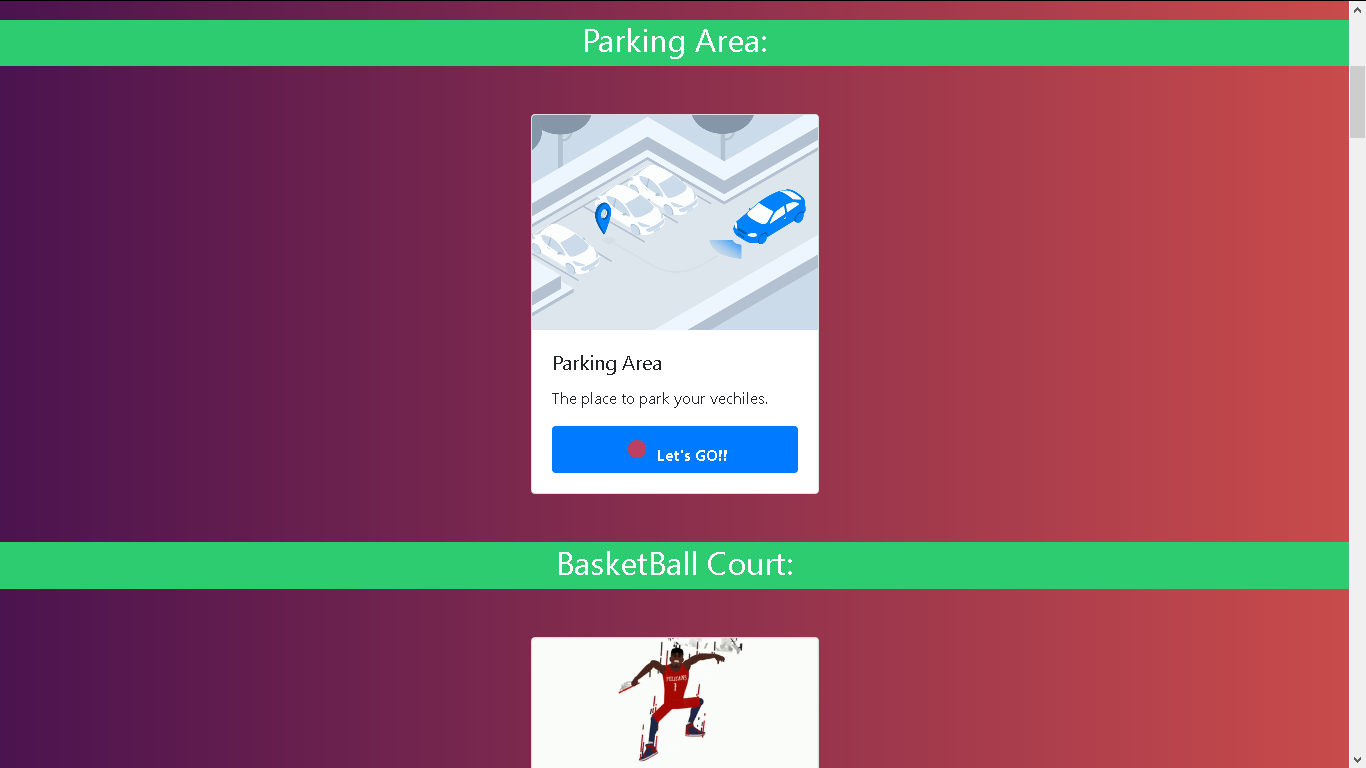 Parking Area:
Parking Area
The place to park your vechiles.
Let's GO!!
BasketBall Court:
PELICANS
1